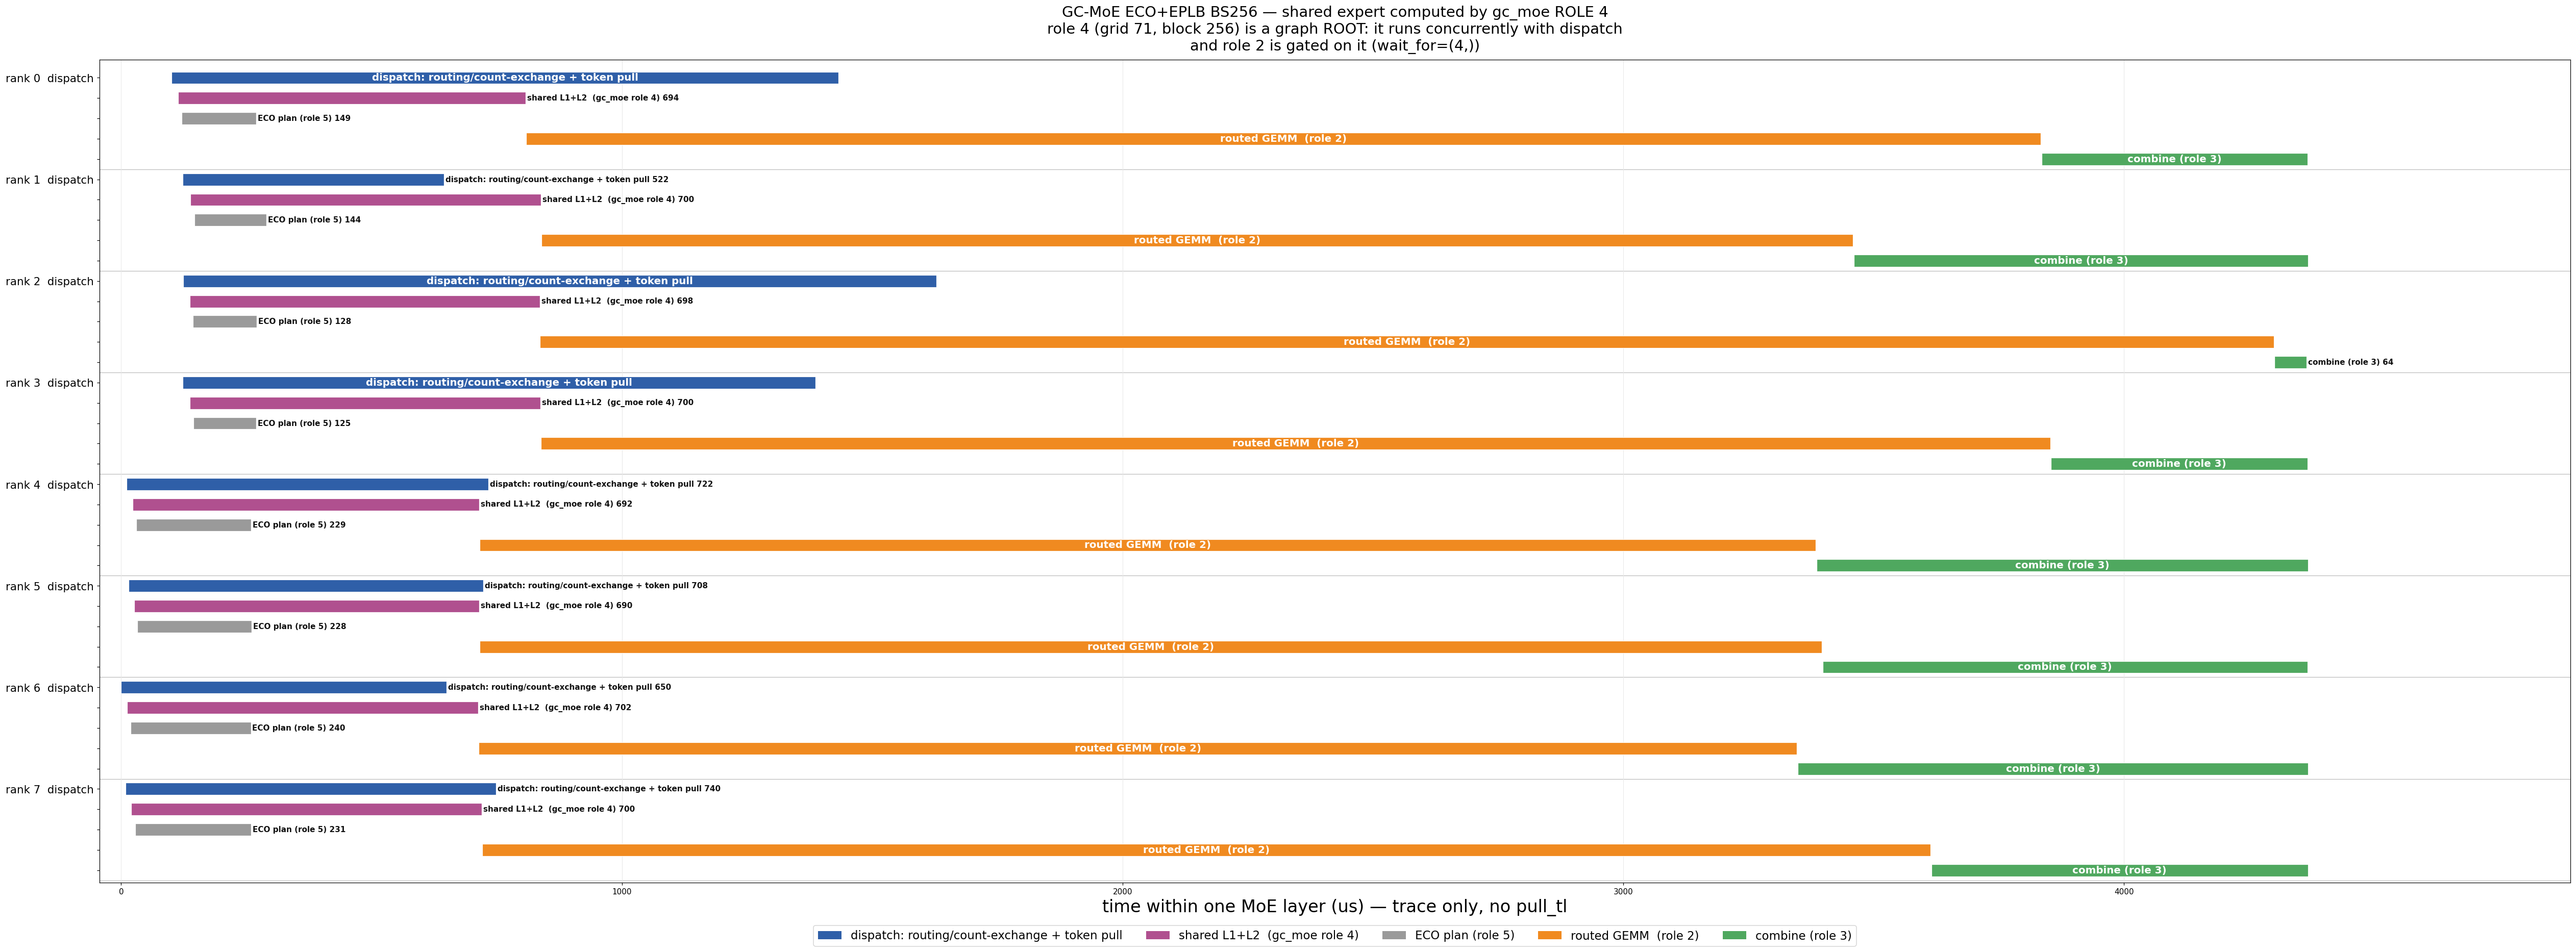 GC-MoE ECO+EPLB BS256 — shared expert computed by gc_moe ROLE 4
role 4 (grid 71, block 256) is a graph ROOT: it runs concurrently with dispatch
and role 2 is gated on it (wait_for=(4,))
rank 0  dispatch
dispatch: routing/count-exchange + token pull
shared L1+L2  (gc_moe role 4) 694
ECO plan (role 5) 149
routed GEMM  (role 2)
combine (role 3)
rank 1  dispatch
dispatch: routing/count-exchange + token pull 522
shared L1+L2  (gc_moe role 4) 700
ECO plan (role 5) 144
routed GEMM  (role 2)
combine (role 3)
rank 2  dispatch
dispatch: routing/count-exchange + token pull
shared L1+L2  (gc_moe role 4) 698
ECO plan (role 5) 128
routed GEMM  (role 2)
combine (role 3) 64
rank 3  dispatch
dispatch: routing/count-exchange + token pull
shared L1+L2  (gc_moe role 4) 700
ECO plan (role 5) 125
routed GEMM  (role 2)
combine (role 3)
rank 4  dispatch
dispatch: routing/count-exchange + token pull 722
shared L1+L2  (gc_moe role 4) 692
ECO plan (role 5) 229
routed GEMM  (role 2)
combine (role 3)
rank 5  dispatch
dispatch: routing/count-exchange + token pull 708
shared L1+L2  (gc_moe role 4) 690
ECO plan (role 5) 228
routed GEMM  (role 2)
combine (role 3)
rank 6  dispatch
dispatch: routing/count-exchange + token pull 650
shared L1+L2  (gc_moe role 4) 702
ECO plan (role 5) 240
routed GEMM  (role 2)
combine (role 3)
rank 7  dispatch
dispatch: routing/count-exchange + token pull 740
shared L1+L2  (gc_moe role 4) 700
ECO plan (role 5) 231
routed GEMM  (role 2)
combine (role 3)
0 1000 2000 3000 4000
time within one MoE layer (us) — trace only, no pull_tl
dispatch: routing/count-exchange + token pull shared L1+L2  (gc_moe role 4) ECO plan (role 5) routed GEMM  (role 2) combine (role 3)